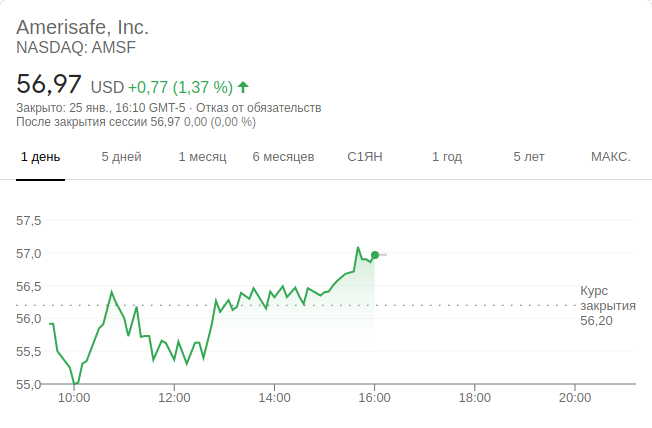 Amerisafe, Inc.
NASDAQ: AMSF
56,97 USD +0,77 (1,37 %)
Закрыто: 25 янв., 16:10 GMT-5 · Отказ от обязательств
После закрытия сессии 56,97 0,00 (0,00 %)
1 день 5 дней 1 месяц 6 месяцев С1ЯН 1 год 5 лет МАКС.
57,5
57,0
56,5
56,0
55,5
55,0
Курс
закрытия
56,20
10:00 12:00 14:00 16:00 18:00 20:00